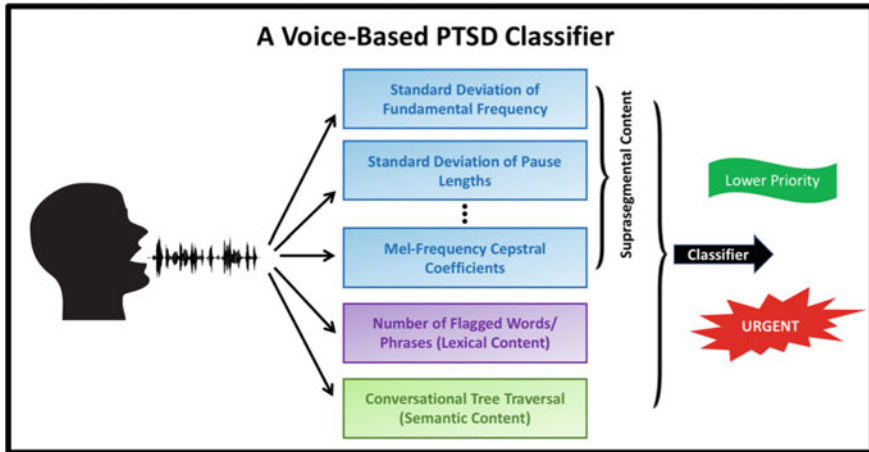 A Voice-Based PTSD Classifier
Standard Deviation of
Fundamental Frequency
Standard Deviation of Pause
Lengths
Mel-Frequency Cepstral
Coefficients
Number of Flagged Words/
Phrases (Lexical Content)
Conversational Tree Traversal
(Semantic Content)
Suprasegmental Content
Classifier
Lower Priority
URGENT